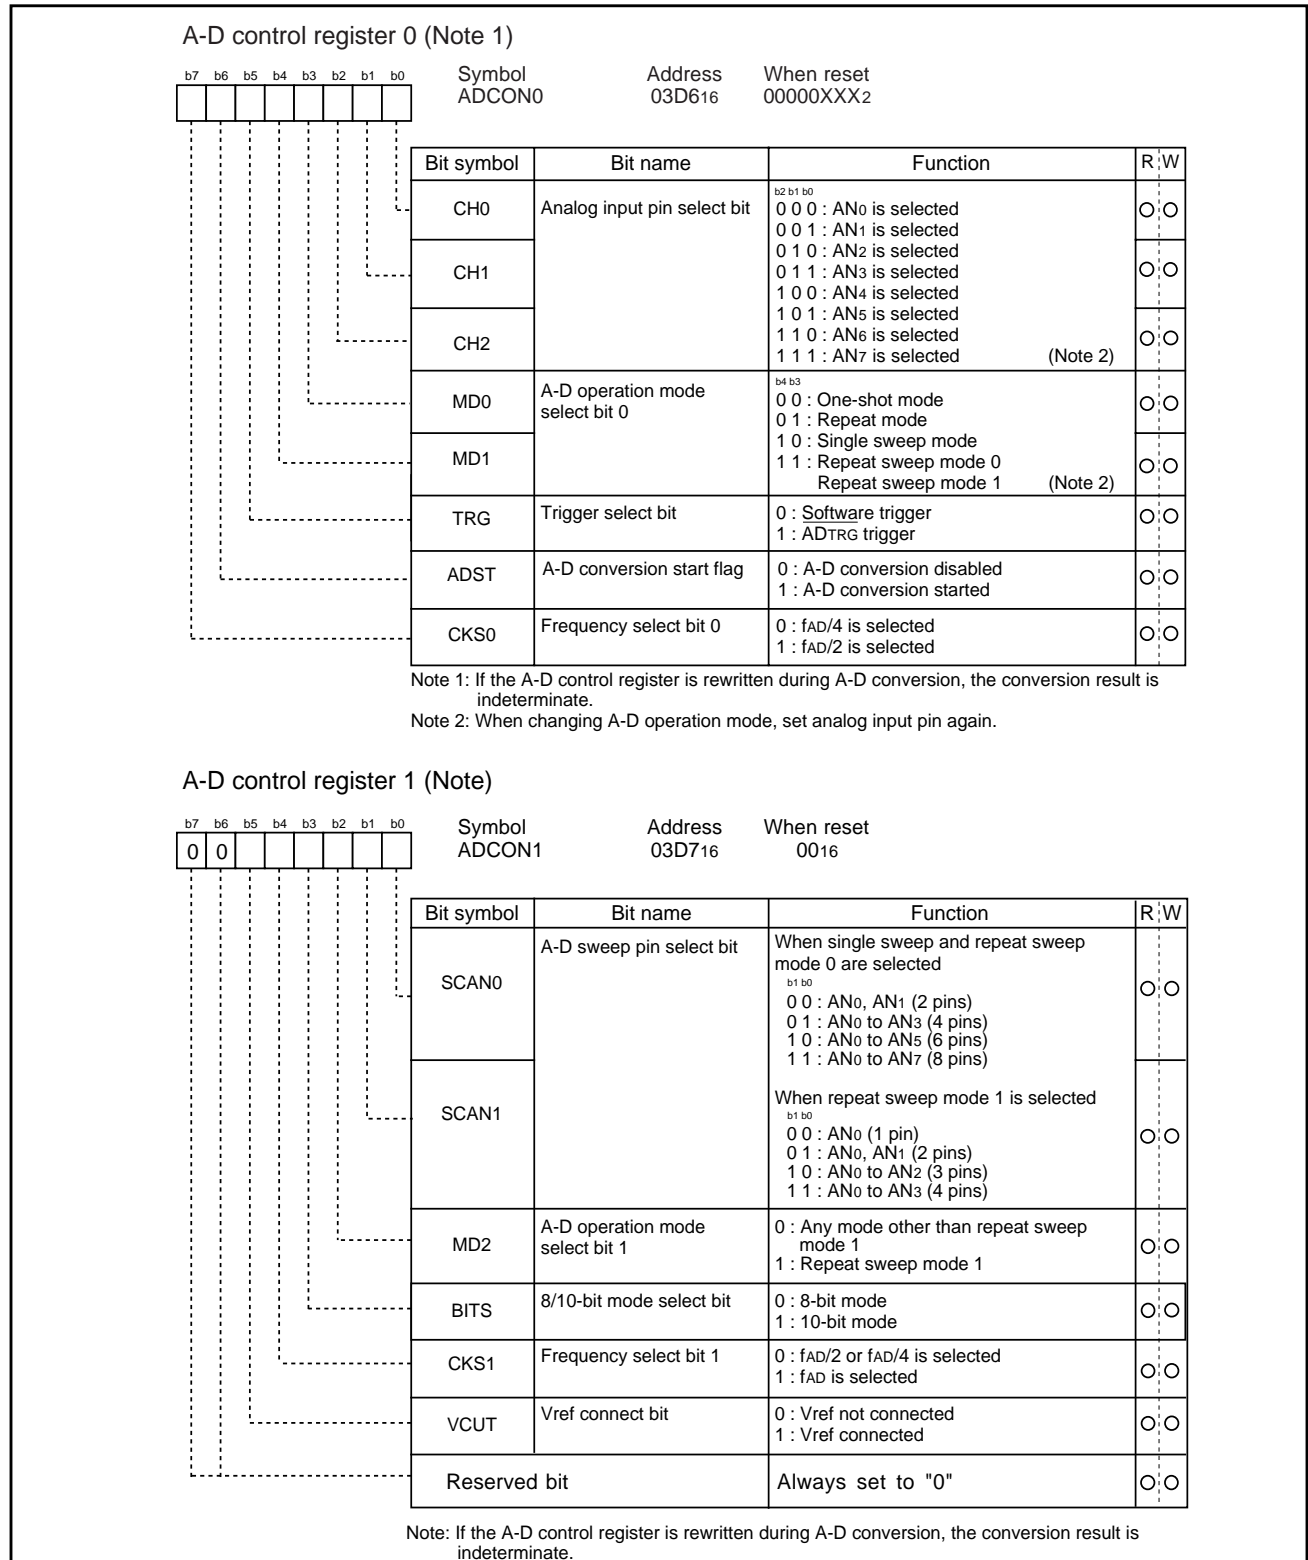 A-D control register 0 (Note 1)
b7 b6 b5 b4 b3 b2 b1 b0
Symbol Address When reset
ADCON0 03D616 00000XXX2
Bit symbol Bit name Function R W
CH0 Analog input pin select bit
b2 b1 b0
0 0 0 : AN0 is selected
0 0 1 : AN1 is selected
0 1 0 : AN2 is selected
CH1
0 1 1 : AN3 is selected
1 0 0 : AN4 is selected
1 0 1 : AN5 is selected
CH2
1 1 0 : AN6 is selected
1 1 1 : AN7 is selected (Note 2)
MD0 A-D operation mode
select bit 0
b4 b3
0 0 : One-shot mode
0 1 : Repeat mode
MD1
1 0 : Single sweep mode
1 1 : Repeat sweep mode 0
Repeat sweep mode 1 (Note 2)
TRG Trigger select bit 0 : Software trigger
1 : ADTRG trigger
ADST A-D conversion start flag 0 : A-D conversion disabled
1 : A-D conversion started
CKS0 Frequency select bit 0 0 : fAD/4 is selected
1 : fAD/2 is selected
Note 1: If the A-D control register is rewritten during A-D conversion, the conversion result is
indeterminate.
Note 2: When changing A-D operation mode, set analog input pin again.
A-D control register 1 (Note)
b7 b6 b5 b4 b3 b2 b1 b0
0 0
Symbol Address When reset
ADCON1 03D716 0016
Bit symbol Bit name Function R W
SCAN0 A-D sweep pin select bit
When single sweep and repeat sweep
mode 0 are selected
b1 b0
0 0 : AN0, AN1 (2 pins)
0 1 : AN0 to AN3 (4 pins)
1 0 : AN0 to AN5 (6 pins)
1 1 : AN0 to AN7 (8 pins)
SCAN1
When repeat sweep mode 1 is selected
b1 b0
0 0 : AN0 (1 pin)
0 1 : AN0, AN1 (2 pins)
1 0 : AN0 to AN2 (3 pins)
1 1 : AN0 to AN3 (4 pins)
MD2 A-D operation mode
select bit 1
0 : Any mode other than repeat sweep
mode 1
1 : Repeat sweep mode 1
BITS 8/10-bit mode select bit 0 : 8-bit mode
1 : 10-bit mode
CKS1 Frequency select bit 1 0 : fAD/2 or fAD/4 is selected
1 : fAD is selected
VCUT Vref connect bit 0 : Vref not connected
1 : Vref connected
Reserved bit Always set to "0"
Note: If the A-D control register is rewritten during A-D conversion, the conversion result is
indeterminate.